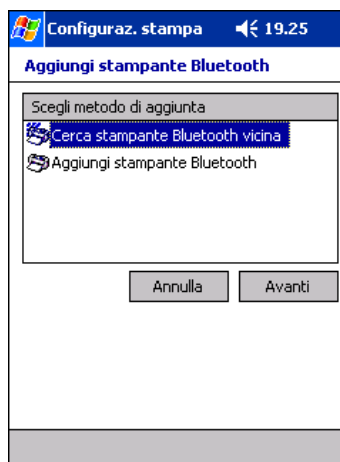 Configuraz. stampa 19.25
Aggiungi stampante Bluetooth
Scegli metodo di aggiunta
Cerca stampante Bluetooth vicina
Aggiungi stampante Bluetooth
Annulla Avanti